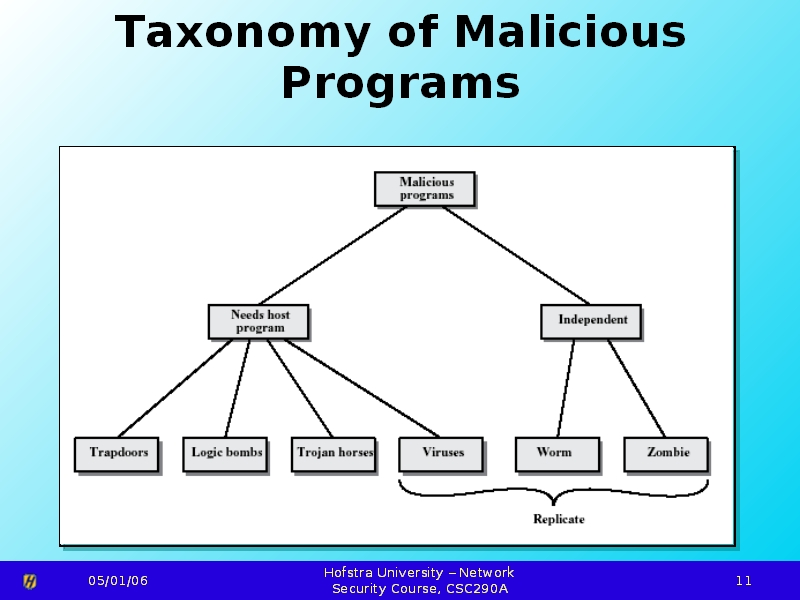 Taxonomy of Malicious
Programs
Malicious
programs
Needs host
program
Independent
Trapdoors
Logic bombs
Trojan horses
Viruses
Worm
Zombie
Replicate
H
05/01/06
Hofstra University – Network
Security Course, CSC290A
11